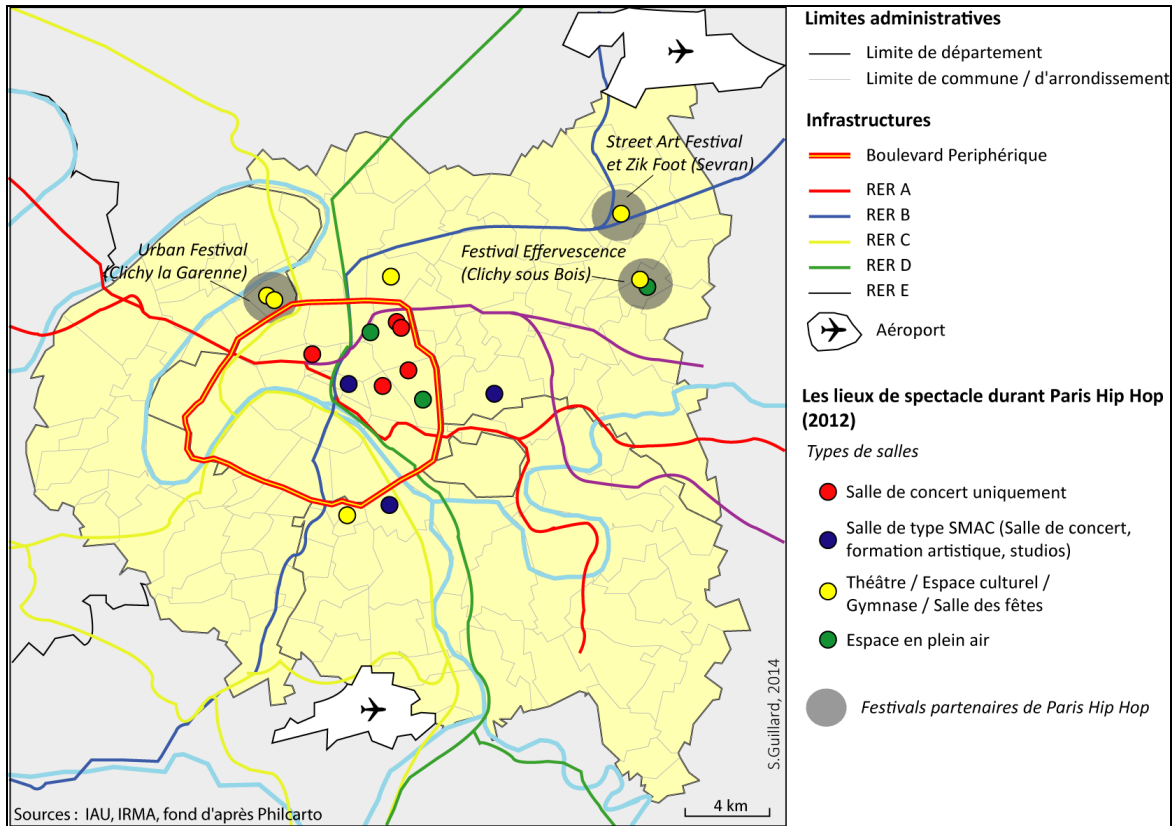 Street Art Festival
et Zik Foot (Sevran)
Urban Festival
(Clichy la Garenne)
Festival Effervescence
(Clichy sous Bois)
S.Guillard, 2014
4 km
Sources : IAU, IRMA, fond d'après Philcarto
Limites administratives
Limite de département
Limite de commune / d'arrondissement
Infrastructures
Boulevard Periphérique
RER A
RER B
RER C
RER D
RER E
Aéroport
Les lieux de spectacle durant Paris Hip Hop
(2012)
Types de salles
Salle de concert uniquement
Salle de type SMAC (Salle de concert,
formation artistique, studios)
Théâtre / Espace culturel /
Gymnase / Salle des fêtes
Espace en plein air
Festivals partenaires de Paris Hip Hop